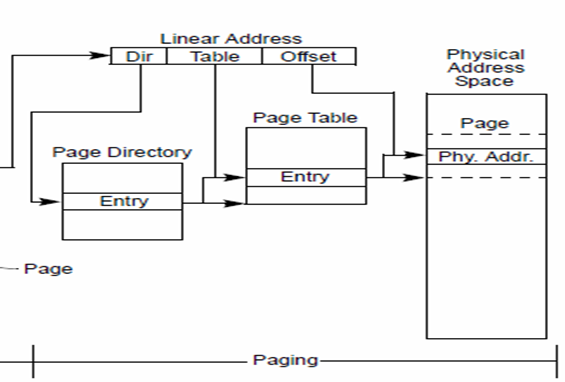 Linear Address
Dir Table Offset
Physical
Address
Space
Page Table
Page
Page Directory
Phy. Addr.
Entry
Entry
Page
Paging